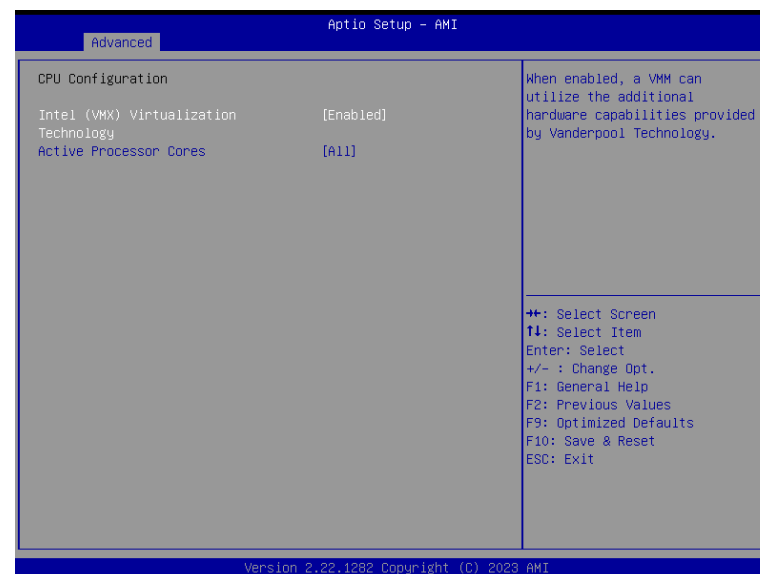 Aptio Setup – AMI
Advanced
CPU Configuration
Intel (VMX) Virtualization [Enabled]
Technology
Active Processor Cores [All]
When enabled, a VMM can
utilize the additional
hardware capabilities provided
by Vanderpool Technology.
→←: Select Screen
↑↓: Select Item
Enter: Select
+/- : Change Opt.
F1: General Help
F2: Previous Values
F9: Optimized Defaults
F10: Save & Reset
ESC: Exit
Version 2.22.1282 Copyright (C) 2023 AMI